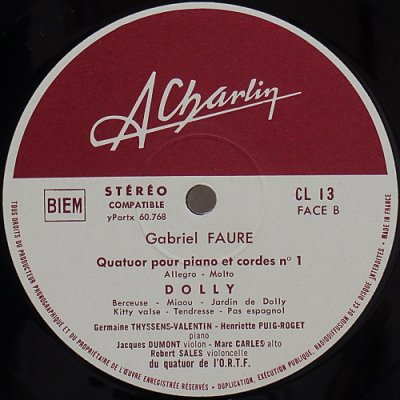 ACharlin
BIEM
STÉRÉO
COMPATIBLE
yPortx 60.768
CL 13
FACE B
Gabriel FAURE
Quatuor pour piano et cordes nº 1
Allegro - Molto
DOLLY
Berceuse - Miaou - Jardin de Dolly
Kitty valse - Tendresse - Pas espagnol
Germaine THYSSENS-VALENTIN - Henriette PUIG-ROGET
piano
Jacques DUMONT violon - Marc CARLES alto
Robert SALES violoncelle
du quatuor de l'O.R.T.F.
TOUS DROITS DU PRODUCTEUR PHONOGRAPHIQUE ET DU PROPRIÉTAIRE DE L'ŒUVRE ENREGISTRÉE RÉSERVÉS - DUPLICATION, EXÉCUTION PUBLIQUE, RADIODIFFUSION DE CE DISQUE INTERDITES - MADE IN FRANCE